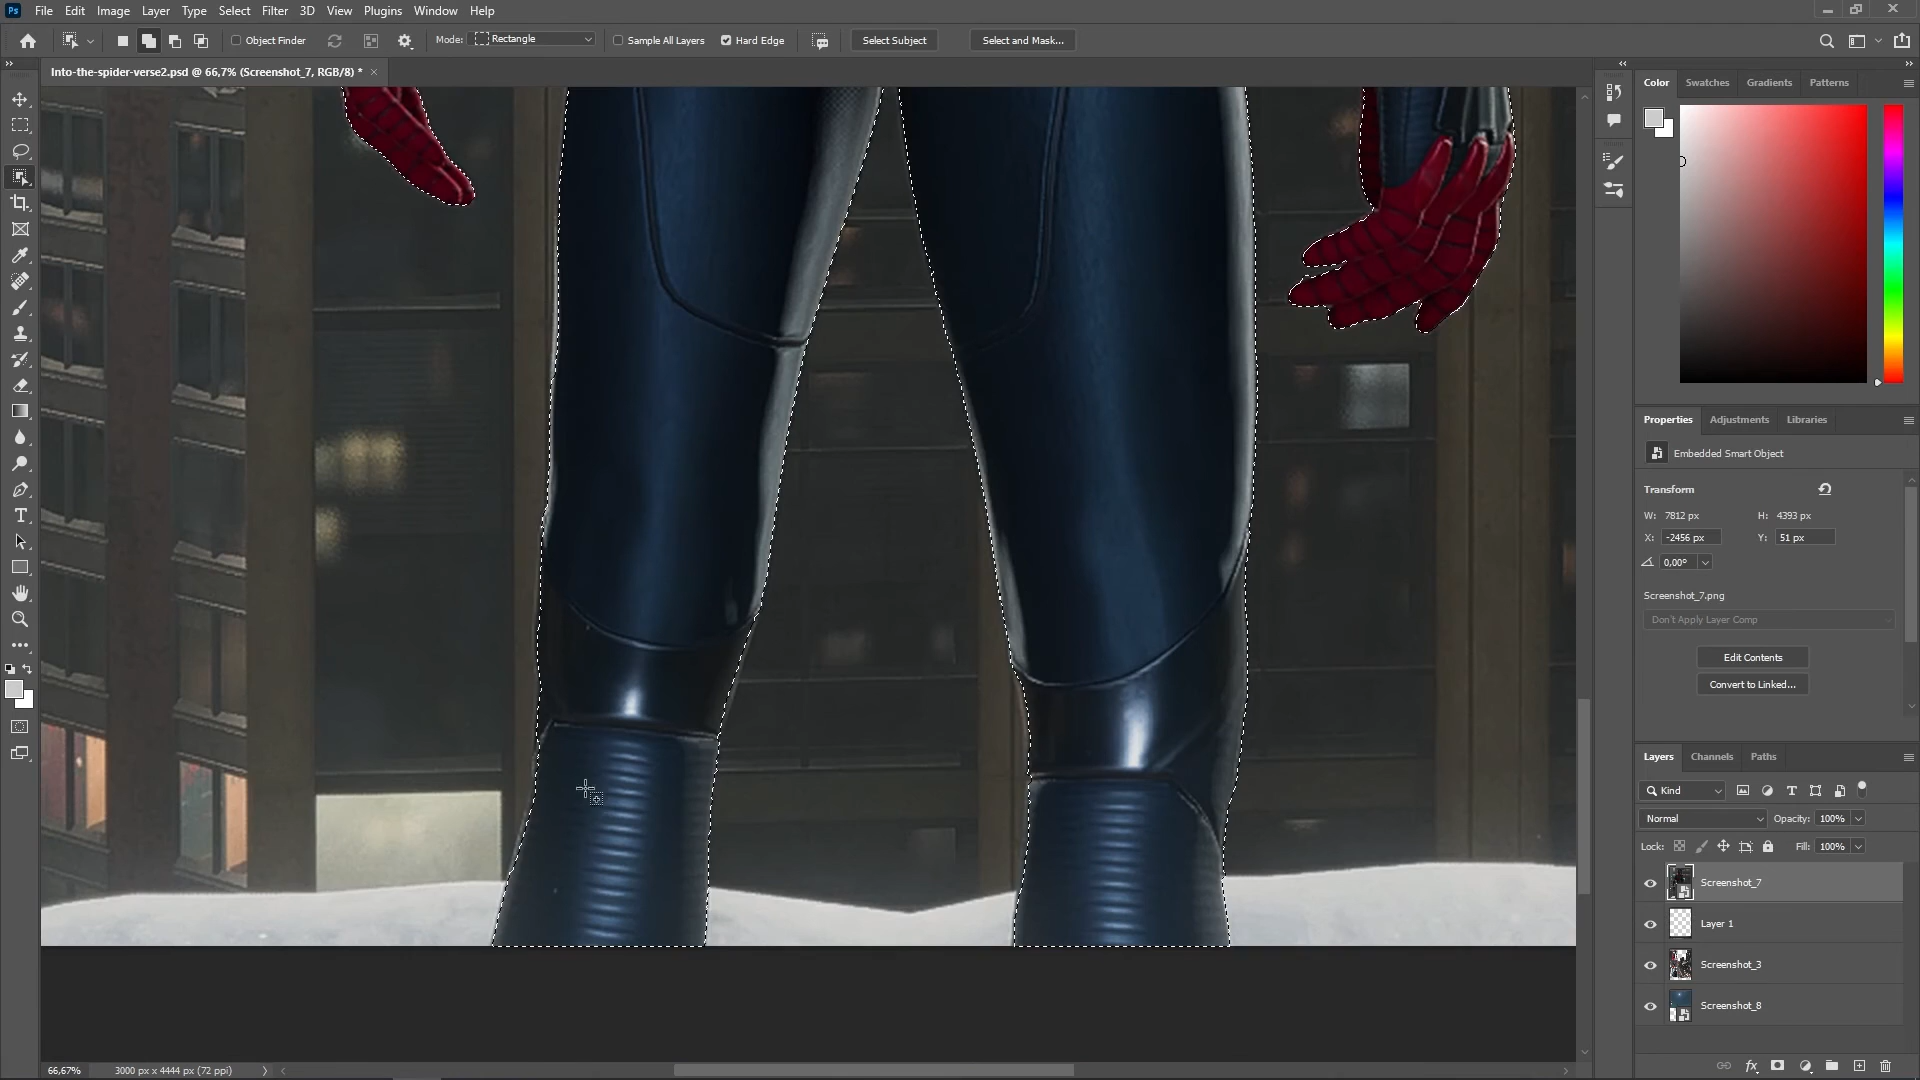 Ps File Edit Image Layer Type Select Filter 3D View Plugins Window Help
Object Finder Mode: Rectangle Sample All Layers Hard Edge Select Subject Select and Mask...
Into-the-spider-verse2.psd @ 66,7% (Screenshot_7, RGB/8) *
Color Swatches Gradients Patterns
Properties Adjustments Libraries
Embedded Smart Object
Transform
W: 7812 px H: 4393 px
X: -2456 px Y: 51 px
0,00°
Screenshot_7.png
Don't Apply Layer Comp
Edit Contents
Convert to Linked...
Layers Channels Paths
Kind
Normal Opacity: 100%
Lock: Fill: 100%
Screenshot_7
Layer 1
Screenshot_3
Screenshot_8
66,67% 3000 px x 4444 px (72 ppi)